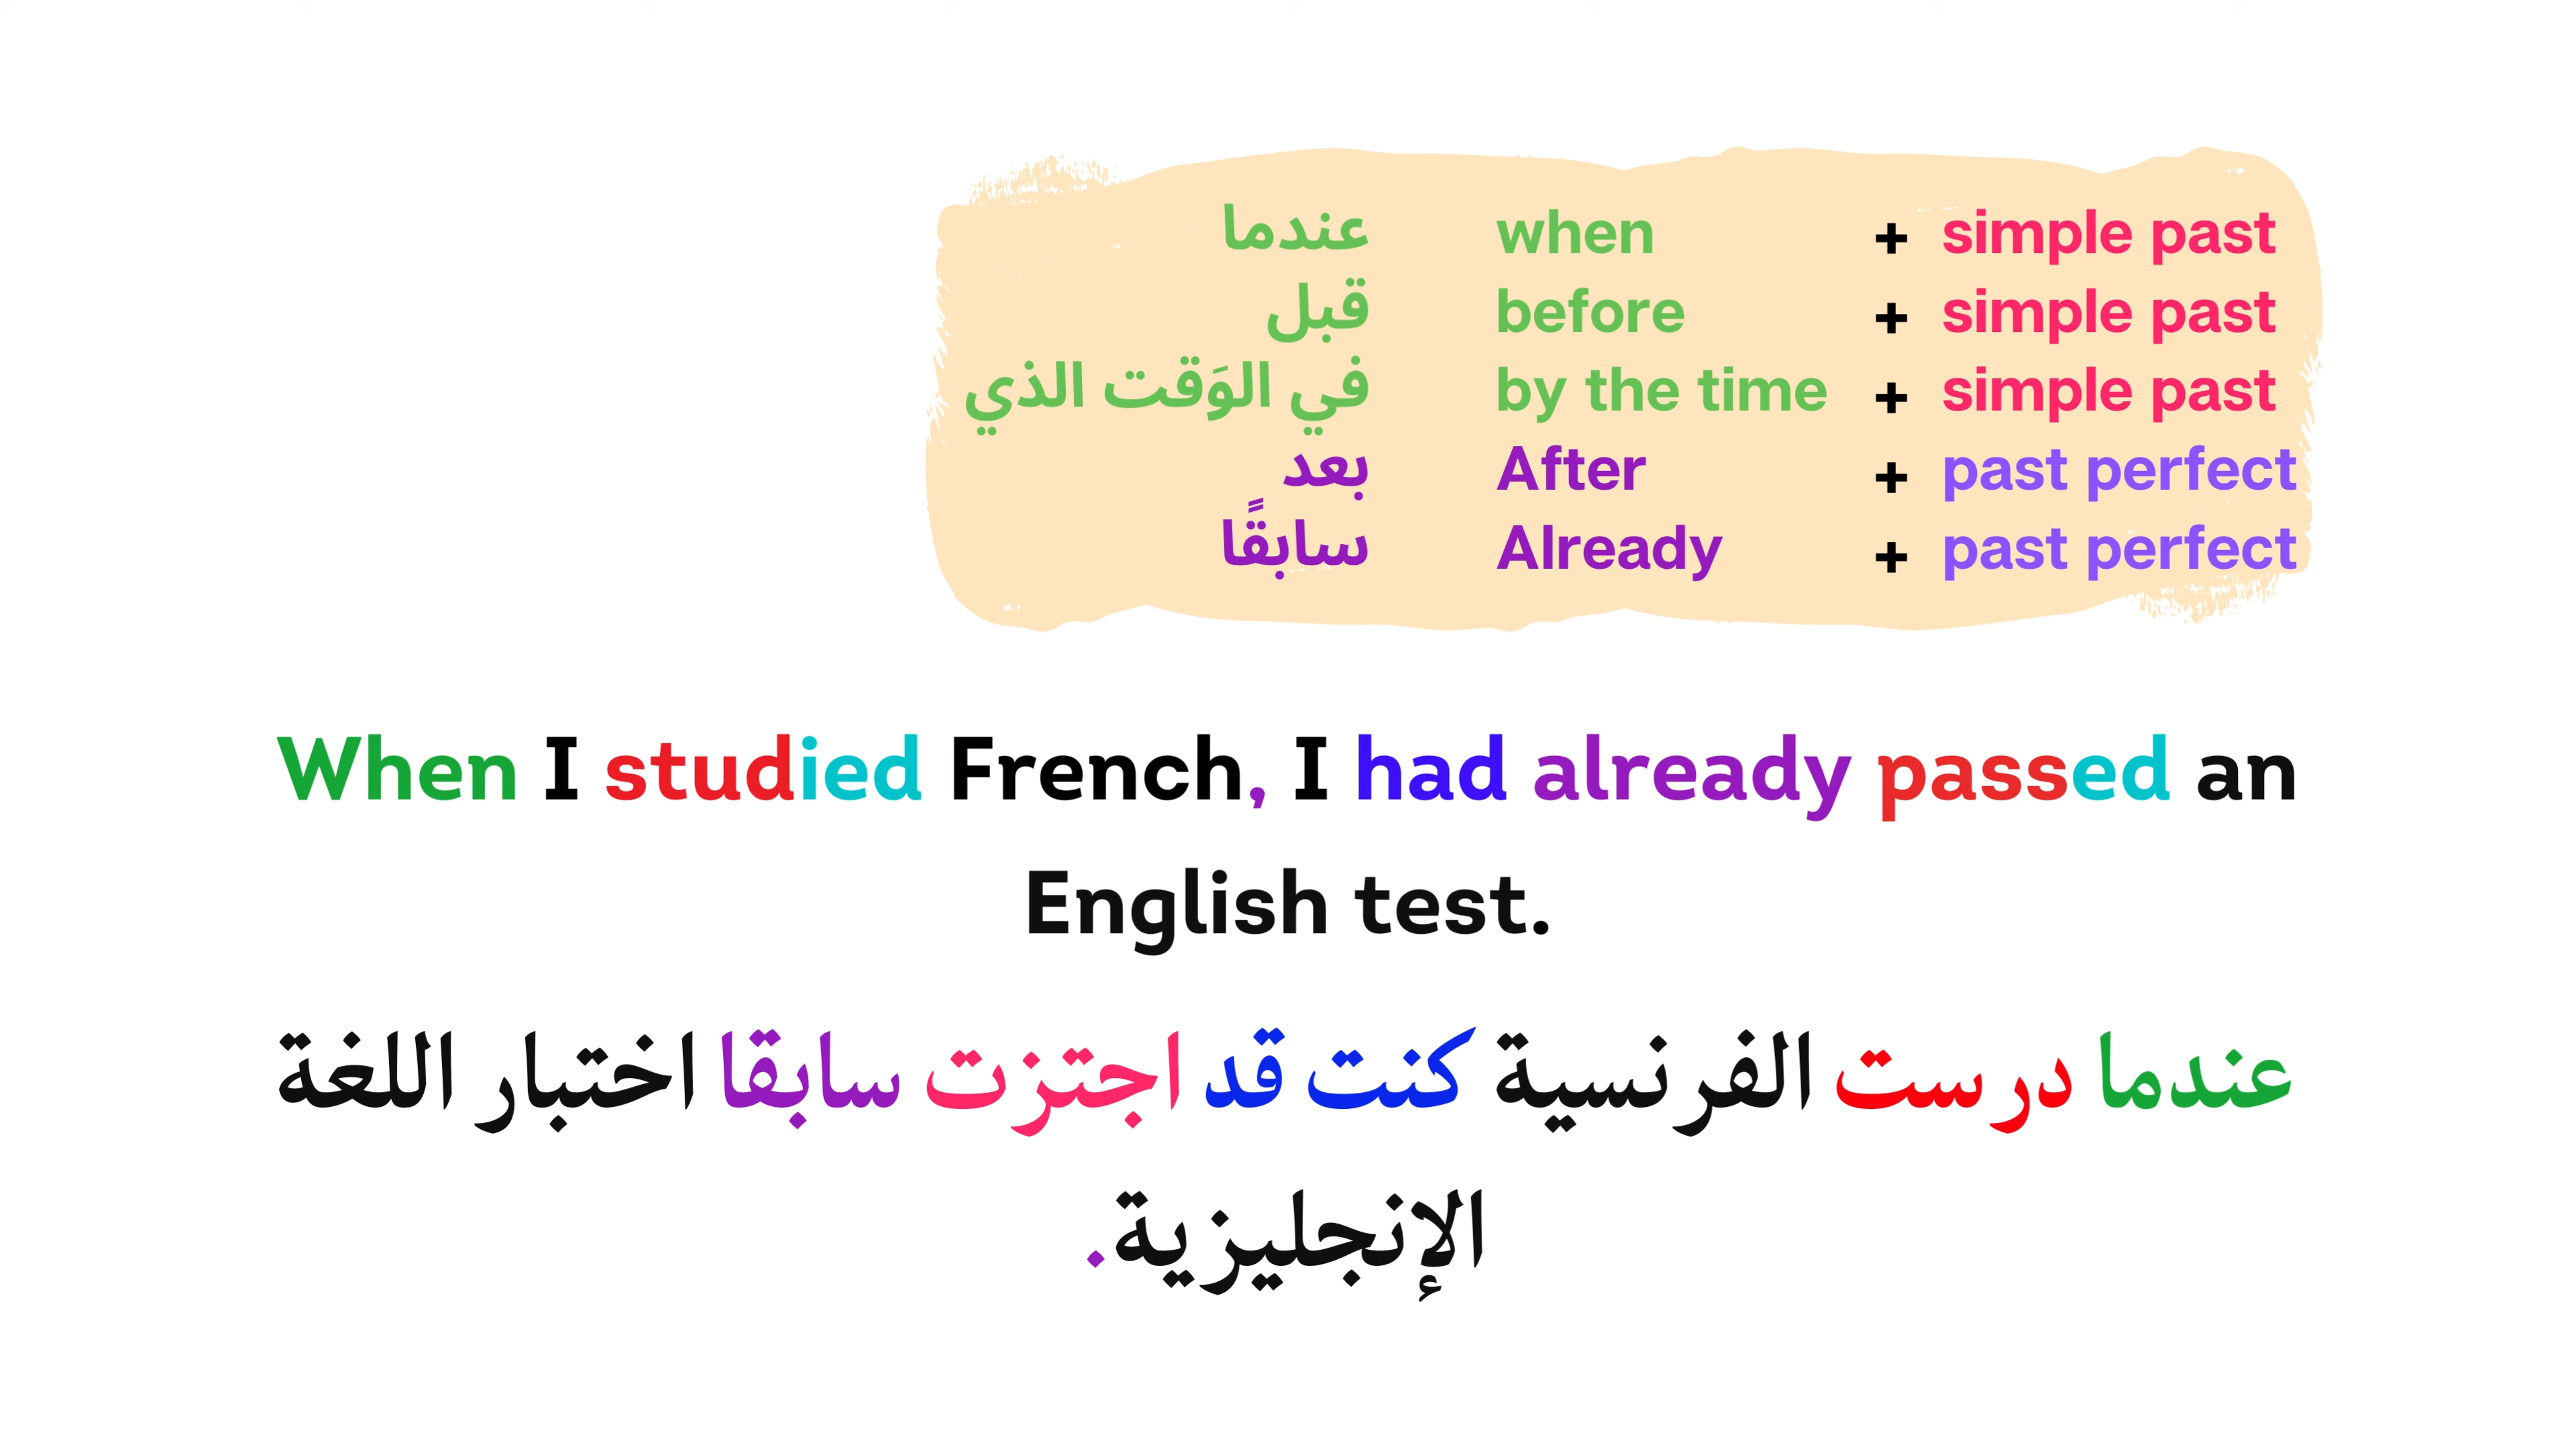 عندما when + simple past
قبل before + simple past
في الوَقت الذي by the time + simple past
بعد After + past perfect
سابقًا Already + past perfect
When I studied French, I had already passed an
English test.
عندما درست الفرنسية كنت قد اجتزت سابقا اختبار اللغة
الإنجليزية.